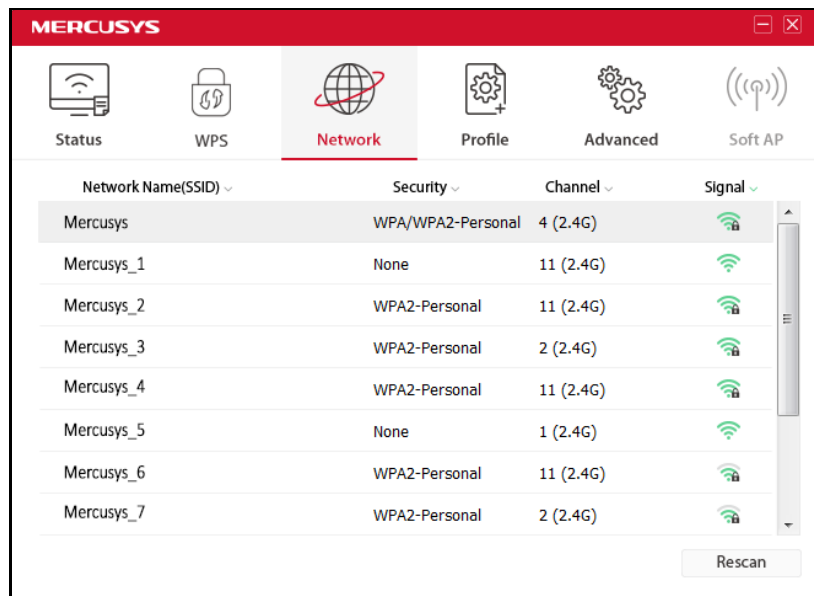 MERCUSYS
Status WPS Network Profile Advanced Soft AP
Network Name(SSID) Security Channel Signal
Mercusys WPA/WPA2-Personal 4 (2.4G)
Mercusys_1 None 11 (2.4G)
Mercusys_2 WPA2-Personal 11 (2.4G)
Mercusys_3 WPA2-Personal 2 (2.4G)
Mercusys_4 WPA2-Personal 11 (2.4G)
Mercusys_5 None 1 (2.4G)
Mercusys_6 WPA2-Personal 11 (2.4G)
Mercusys_7 WPA2-Personal 2 (2.4G)
Rescan